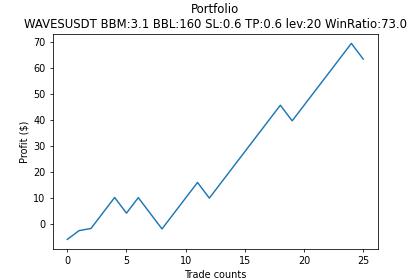 Portfolio
WAVESUSDT BBM:3.1 BBL:160 SL:0.6 TP:0.6 lev:20 WinRatio:73.0
70
60
50
40
30
20
10
0
Profit ($)
0 5 10 15 20 25
Trade counts